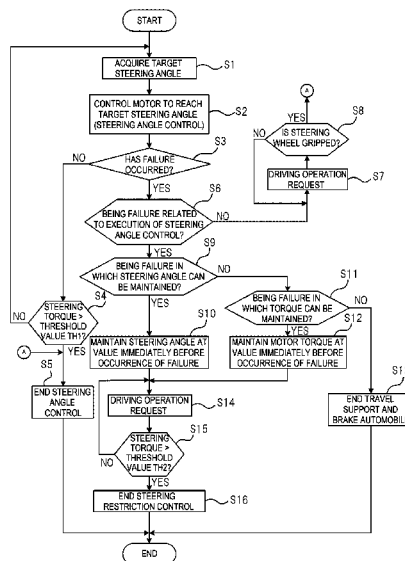 START
ACQUIRE TARGET
STEERING ANGLE
S1
CONTROL MOTOR TO REACH
TARGET STEERING ANGLE
(STEERING ANGLE CONTROL)
S2
HAS FAILURE
OCCURRED?
S3
NO
YES
A
YES
IS STEERING
WHEEL GRIPPED?
S8
NO
DRIVING OPERATION
REQUEST
S7
BEING FAILURE RELATED
TO EXECUTION OF STEERING
ANGLE CONTROL?
S6
NO
YES
BEING FAILURE IN
WHICH STEERING ANGLE CAN
BE MAINTAINED?
S9
NO
YES
BEING FAILURE IN
WHICH TORQUE CAN BE
MAINTAINED?
S11
NO
YES
STEERING
TORQUE >
THRESHOLD
VALUE TH1?
S4
NO
YES
A
MAINTAIN STEERING ANGLE AT
VALUE IMMEDIATELY BEFORE
OCCURRENCE OF FAILURE
S10
MAINTAIN MOTOR TORQUE AT
VALUE IMMEDIATELY BEFORE
OCCURRENCE OF FAILURE
S12
END STEERING
ANGLE
CONTROL
S5
DRIVING OPERATION
REQUEST
S14
END TRAVEL
SUPPORT AND
BRAKE AUTOMOBIL
STEERING
TORQUE >
THRESHOLD
VALUE TH2?
S15
NO
YES
END STEERING
RESTRICTION CONTROL
S16
END